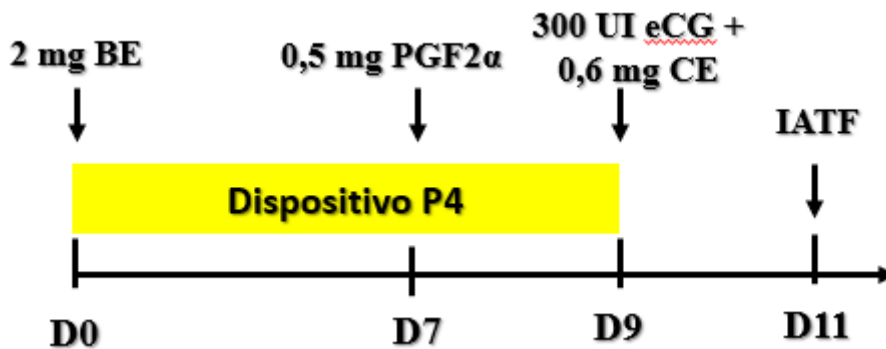 2 mg BE
0,5 mg PGF2α
300 UI eCG +
0,6 mg CE
IATF
Dispositivo P4
D0
D7
D9
D11